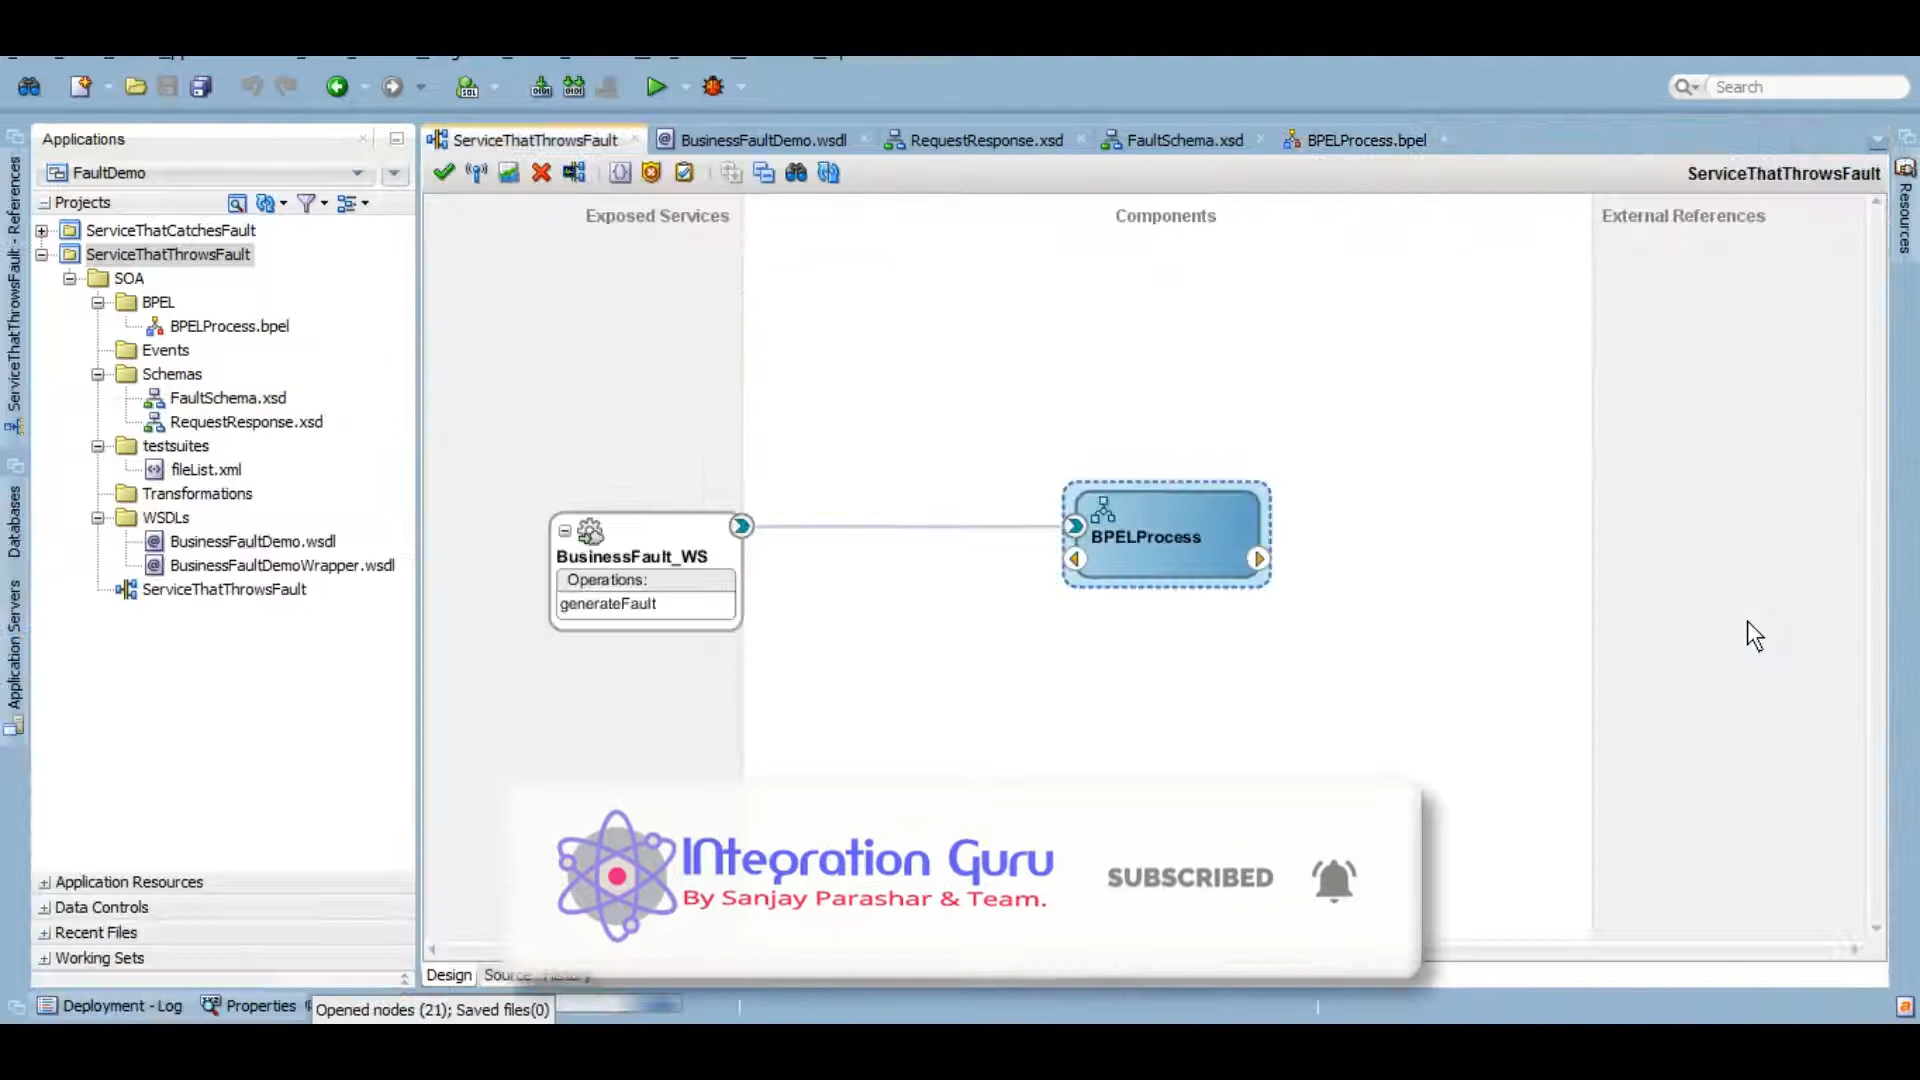 Search
Applications
FaultDemo
Projects
ServiceThatCatchesFault
ServiceThatThrowsFault
SOA
BPEL
BPELProcess.bpel
Events
Schemas
FaultSchema.xsd
RequestResponse.xsd
testsuites
fileList.xml
Transformations
WSDLs
BusinessFaultDemo.wsdl
BusinessFaultDemoWrapper.wsdl
ServiceThatThrowsFault
Application Resources
Data Controls
Recent Files
Working Sets
ServiceThatThrowsFault - References
Databases
Application Servers
ServiceThatThrowsFault
BusinessFaultDemo.wsdl
RequestResponse.xsd
FaultSchema.xsd
BPELProcess.bpel
ServiceThatThrowsFault
Exposed Services
Components
External References
BusinessFault_WS
Operations:
generateFault
BPELProcess
Resources
INtegration Guru
By Sanjay Parashar & Team.
SUBSCRIBED
Design
Source
History
Deployment - Log
Properties
Opened nodes (21); Saved files(0)